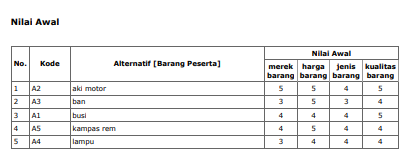 Nilai Awal
No. Kode Alternatif [Barang Peserta] Nilai Awal
merek barang harga barang jenis barang kualitas barang
1 A2 aki motor 5 5 4 5
2 A3 ban 3 5 3 4
3 A1 busi 4 4 4 5
4 A5 kampas rem 4 5 4 4
5 A4 lampu 3 4 4 4